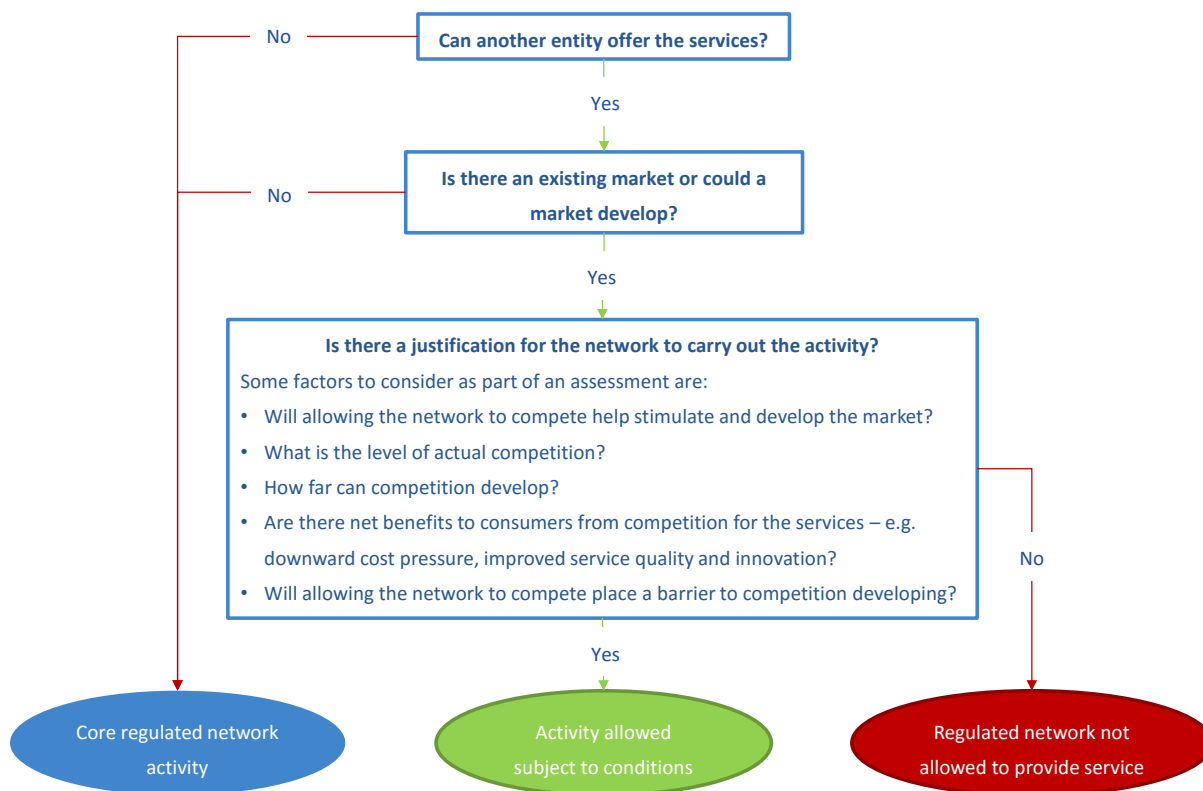 No
Can another entity offer the services?
Yes
No
Is there an existing market or could a
market develop?
Yes
Is there a justification for the network to carry out the activity?
Some factors to consider as part of an assessment are:
• Will allowing the network to compete help stimulate and develop the market?
• What is the level of actual competition?
• How far can competition develop?
• Are there net benefits to consumers from competition for the services – e.g.
downward cost pressure, improved service quality and innovation?
• Will allowing the network to compete place a barrier to competition developing?
No
Yes
Core regulated network
activity
Activity allowed
subject to conditions
Regulated network not
allowed to provide service